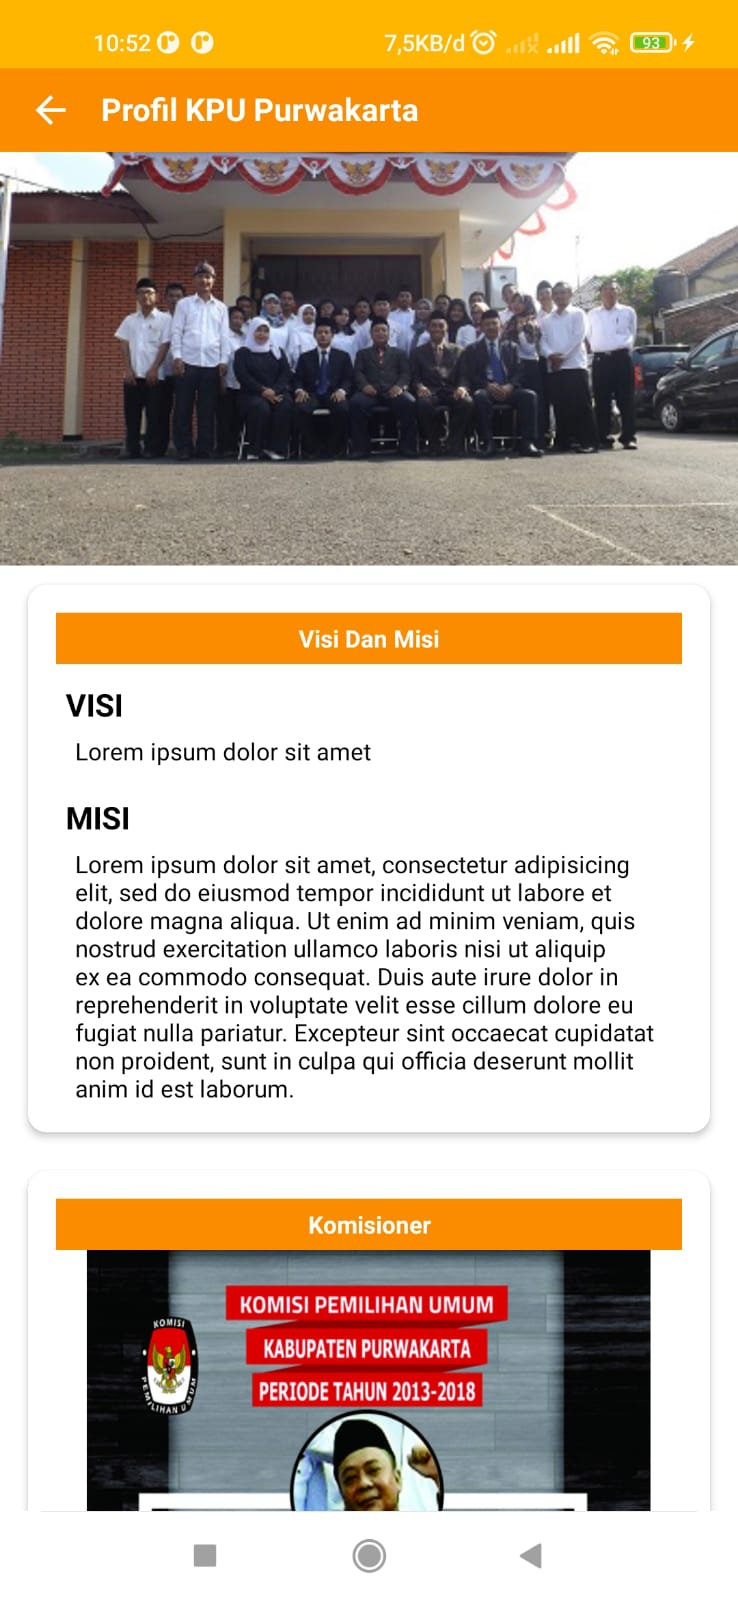 10:52 7,5KB/d 93
Profil KPU Purwakarta
Visi Dan Misi
VISI
Lorem ipsum dolor sit amet
MISI
Lorem ipsum dolor sit amet, consectetur adipisicing
elit, sed do eiusmod tempor incididunt ut labore et
dolore magna aliqua. Ut enim ad minim veniam, quis
nostrud exercitation ullamco laboris nisi ut aliquip
ex ea commodo consequat. Duis aute irure dolor in
reprehenderit in voluptate velit esse cillum dolore eu
fugiat nulla pariatur. Excepteur sint occaecat cupidatat
non proident, sunt in culpa qui officia deserunt mollit
anim id est laborum.
Komisioner
KOMISI PEMILIHAN UMUM
KABUPATEN PURWAKARTA
PERIODE TAHUN 2013-2018
KOMISI
PEMILIHAN UMUM